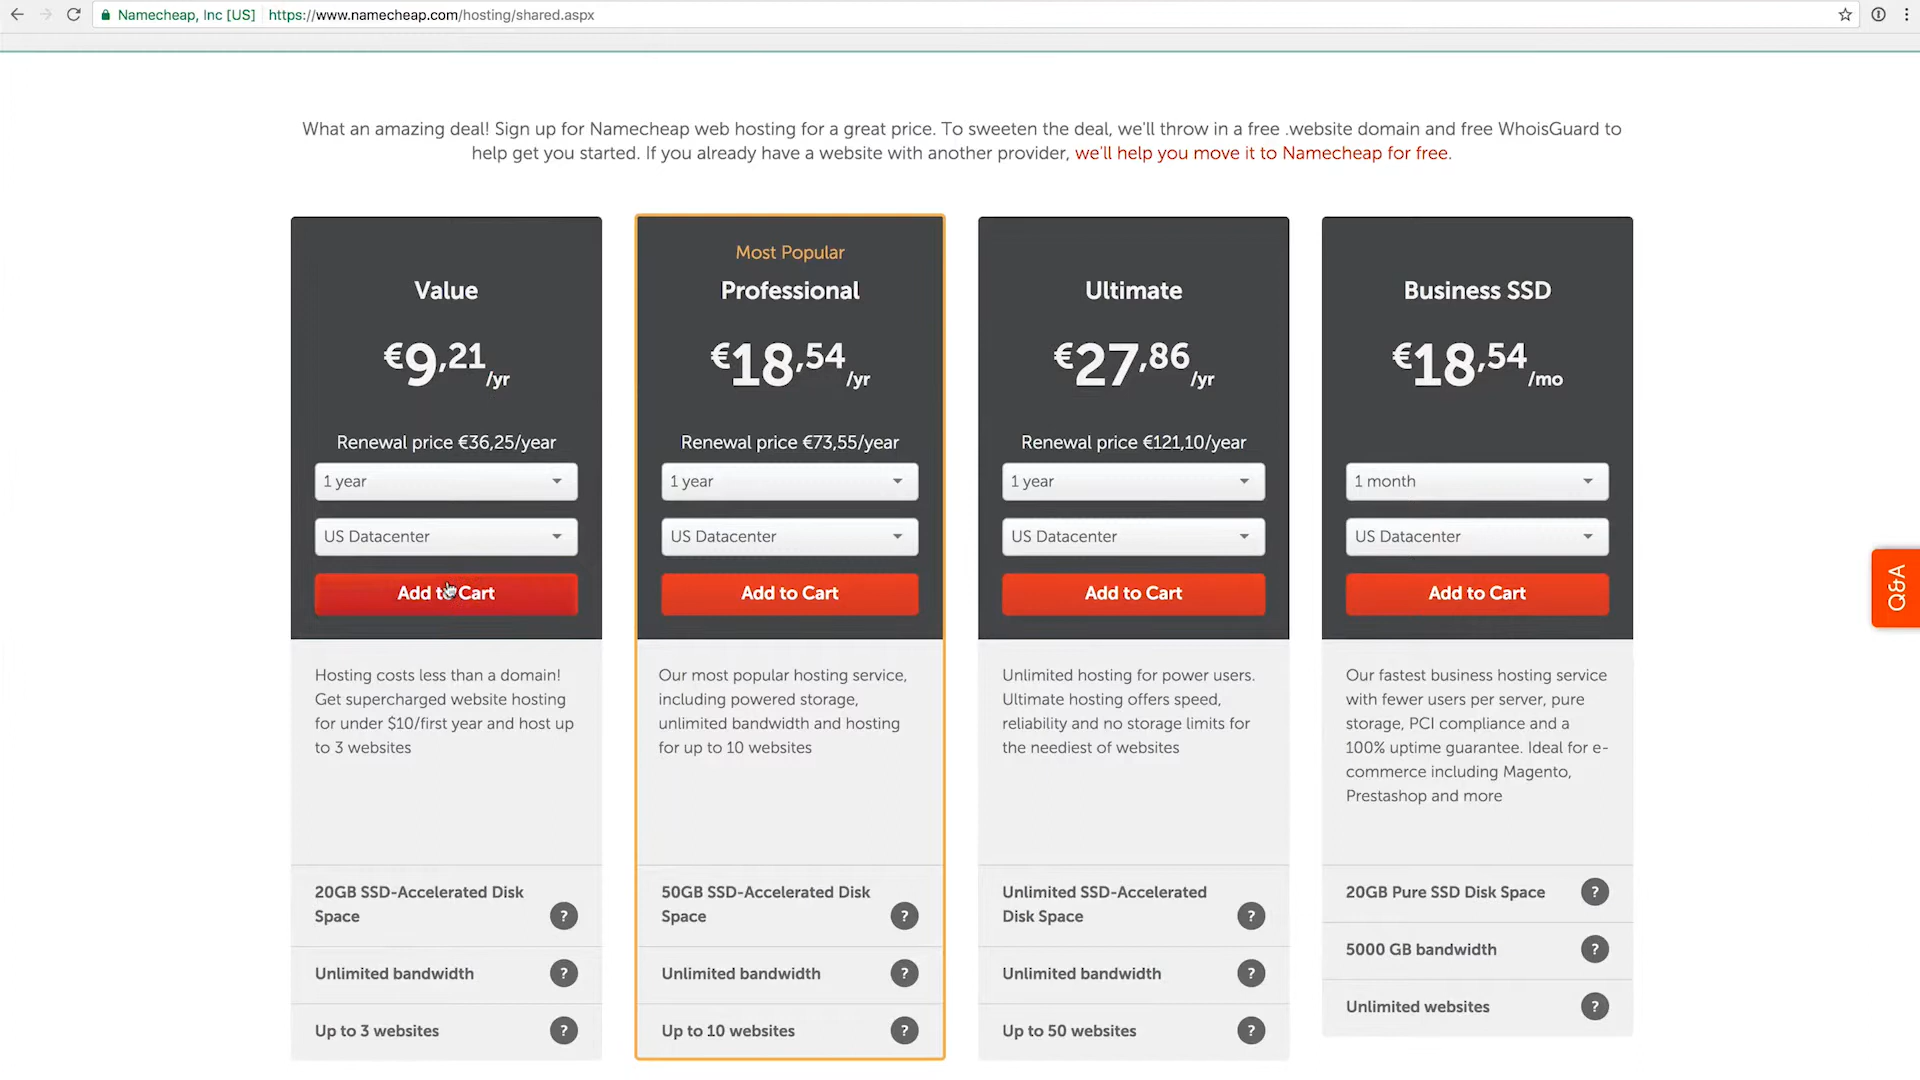 Namecheap, Inc [US] https://www.namecheap.com/hosting/shared.aspx
What an amazing deal! Sign up for Namecheap web hosting for a great price. To sweeten the deal, we'll throw in a free .website domain and free WhoisGuard to
help get you started. If you already have a website with another provider, we'll help you move it to Namecheap for free.
Value
€9,21/yr
Renewal price €36,25/year
1 year
US Datacenter
Add to Cart
Hosting costs less than a domain!
Get supercharged website hosting
for under $10/first year and host up
to 3 websites
20GB SSD-Accelerated Disk
Space
?
Unlimited bandwidth ?
Up to 3 websites ?
Most Popular
Professional
€18,54/yr
Renewal price €73,55/year
1 year
US Datacenter
Add to Cart
Our most popular hosting service,
including powered storage,
unlimited bandwidth and hosting
for up to 10 websites
50GB SSD-Accelerated Disk
Space
?
Unlimited bandwidth ?
Up to 10 websites ?
Ultimate
€27,86/yr
Renewal price €121,10/year
1 year
US Datacenter
Add to Cart
Unlimited hosting for power users.
Ultimate hosting offers speed,
reliability and no storage limits for
the neediest of websites
Unlimited SSD-Accelerated
Disk Space
?
Unlimited bandwidth ?
Up to 50 websites ?
Business SSD
€18,54/mo
1 month
US Datacenter
Add to Cart
Our fastest business hosting service
with fewer users per server, pure
storage, PCI compliance and a
100% uptime guarantee. Ideal for e-
commerce including Magento,
Prestashop and more
20GB Pure SSD Disk Space ?
5000 GB bandwidth ?
Unlimited websites ?
Q&A